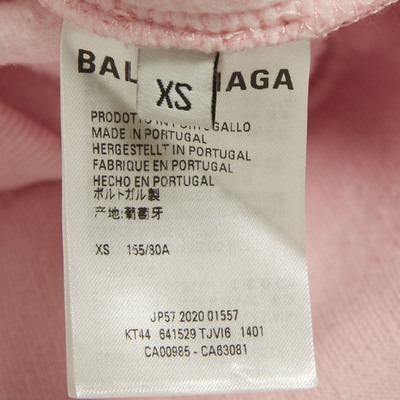 BAL AGA
XS
PRODOTTO IN PORTOGALLO
MADE IN PORTUGAL
HERGESTELLT IN PORTUGAL
FABRIQUE EN PORTUGAL
HECHO EN PORTUGAL
ポルトガル製
产地:葡萄牙
XS 155/80A
JP57 2020 01557
KT44 641529 TJVI6 1401
CA00985 - CA63081